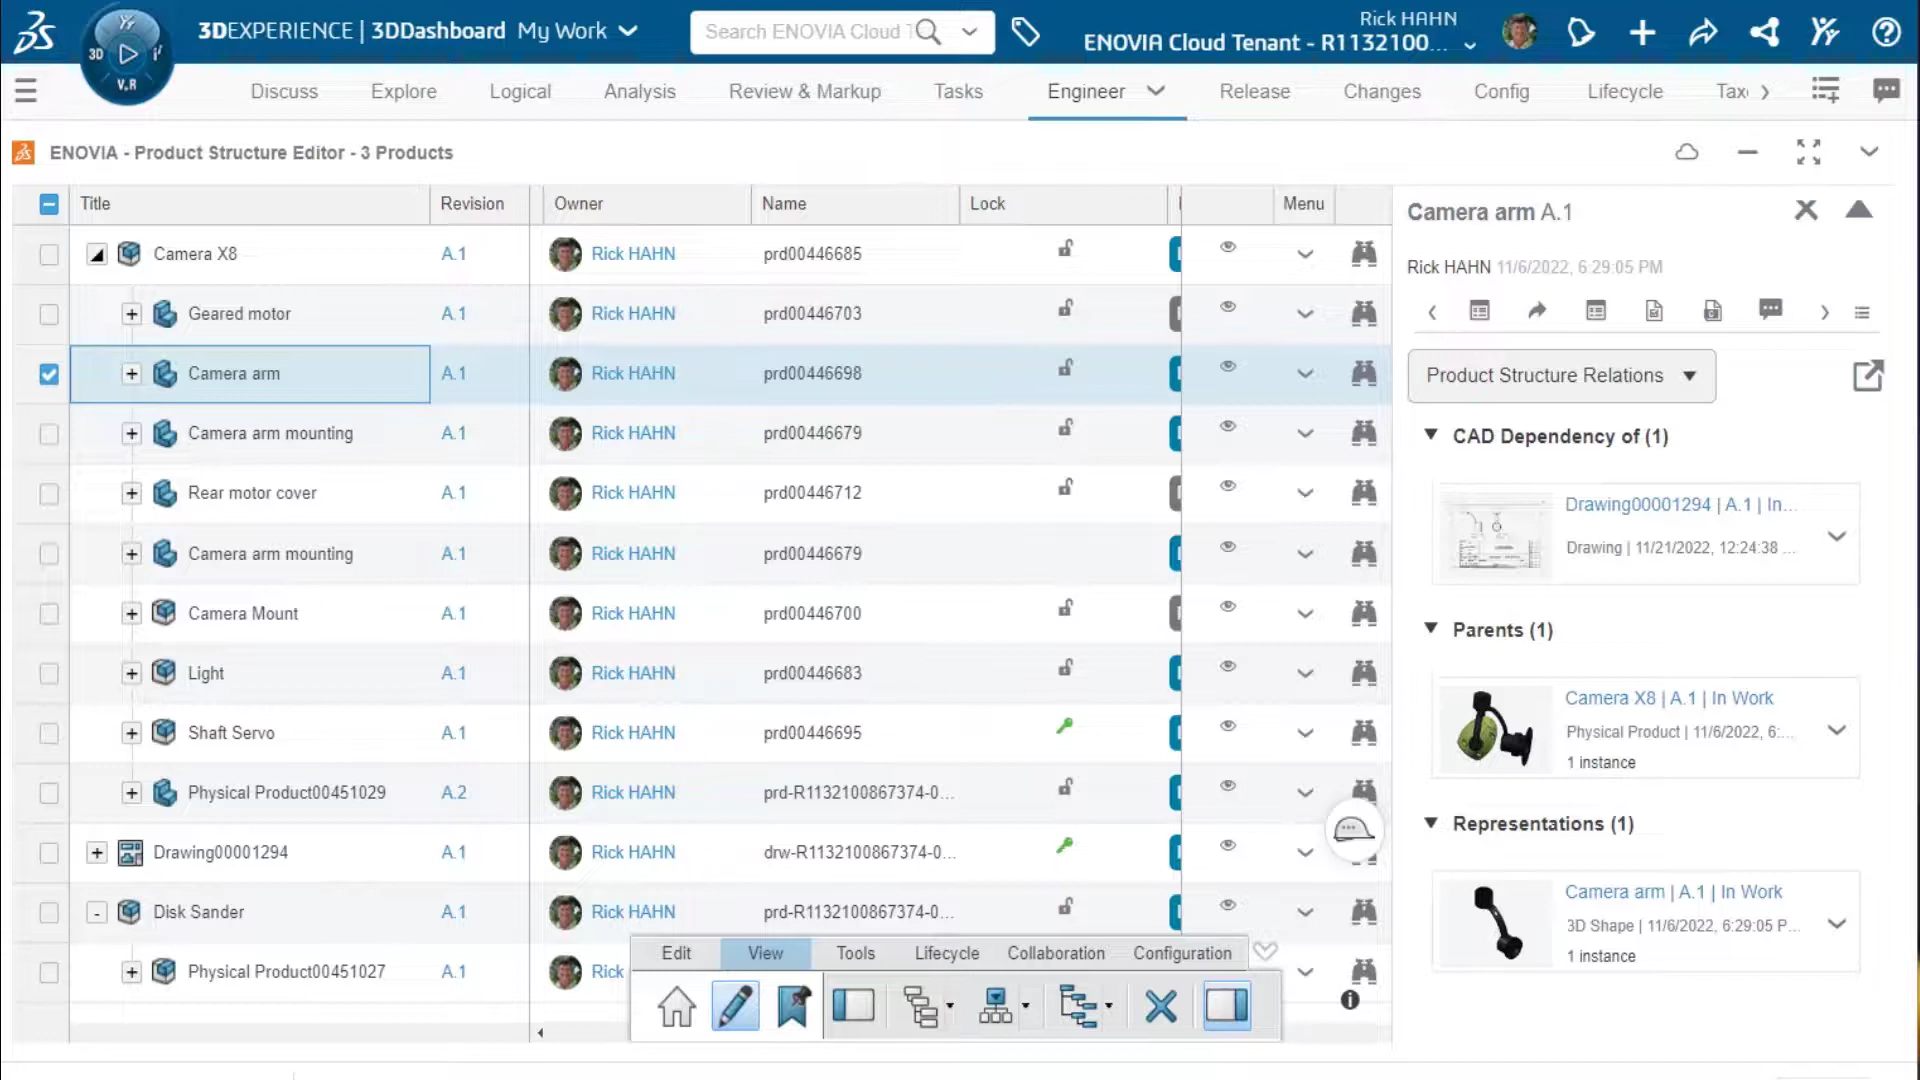 3DEXPERIENCE | 3DDashboard My Work
Search ENOVIA Cloud T
Rick HAHN
ENOVIA Cloud Tenant - R1132100...
3D
V.R
Discuss Explore Logical Analysis Review & Markup Tasks Engineer Release Changes Config Lifecycle Tax
ENOVIA - Product Structure Editor - 3 Products
Title Revision Owner Name Lock Menu
Camera X8 A.1 Rick HAHN prd00446685
Geared motor A.1 Rick HAHN prd00446703
Camera arm A.1 Rick HAHN prd00446698
Camera arm mounting A.1 Rick HAHN prd00446679
Rear motor cover A.1 Rick HAHN prd00446712
Camera arm mounting A.1 Rick HAHN prd00446679
Camera Mount A.1 Rick HAHN prd00446700
Light A.1 Rick HAHN prd00446683
Shaft Servo A.1 Rick HAHN prd00446695
Physical Product00451029 A.2 Rick HAHN prd-R1132100867374-0...
Drawing00001294 A.1 Rick HAHN drw-R1132100867374-0...
Disk Sander A.1 Rick HAHN prd-R1132100867374-0...
Physical Product00451027 A.1 Rick
Edit View Tools Lifecycle Collaboration Configuration
Camera arm A.1
Rick HAHN 11/6/2022, 6:29:05 PM
Product Structure Relations
CAD Dependency of (1)
Drawing00001294 | A.1 | In...
Drawing | 11/21/2022, 12:24:38 ...
Parents (1)
Camera X8 | A.1 | In Work
Physical Product | 11/6/2022, 6:...
1 instance
Representations (1)
Camera arm | A.1 | In Work
3D Shape | 11/6/2022, 6:29:05 P...
1 instance